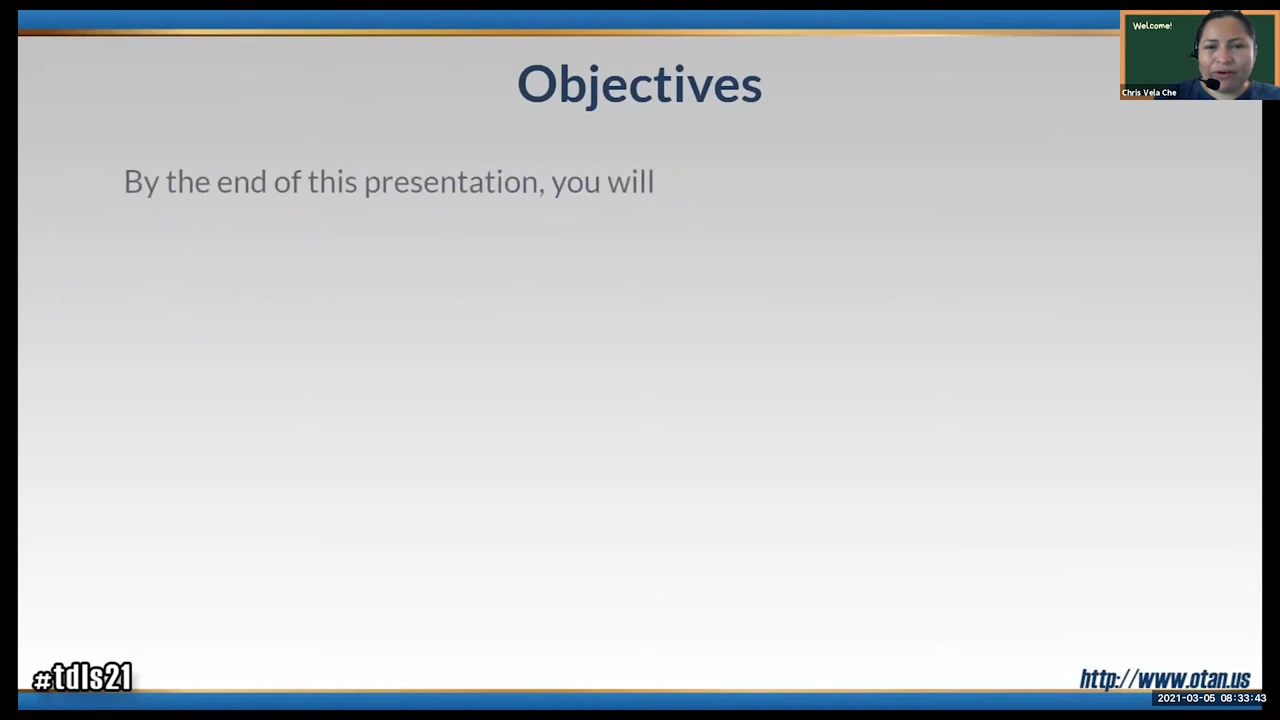 Objectives
Welcome!
Chris Vela Che
By the end of this presentation, you will
#tdls21
http://www.otan.us
2021-03-05 08:33:43